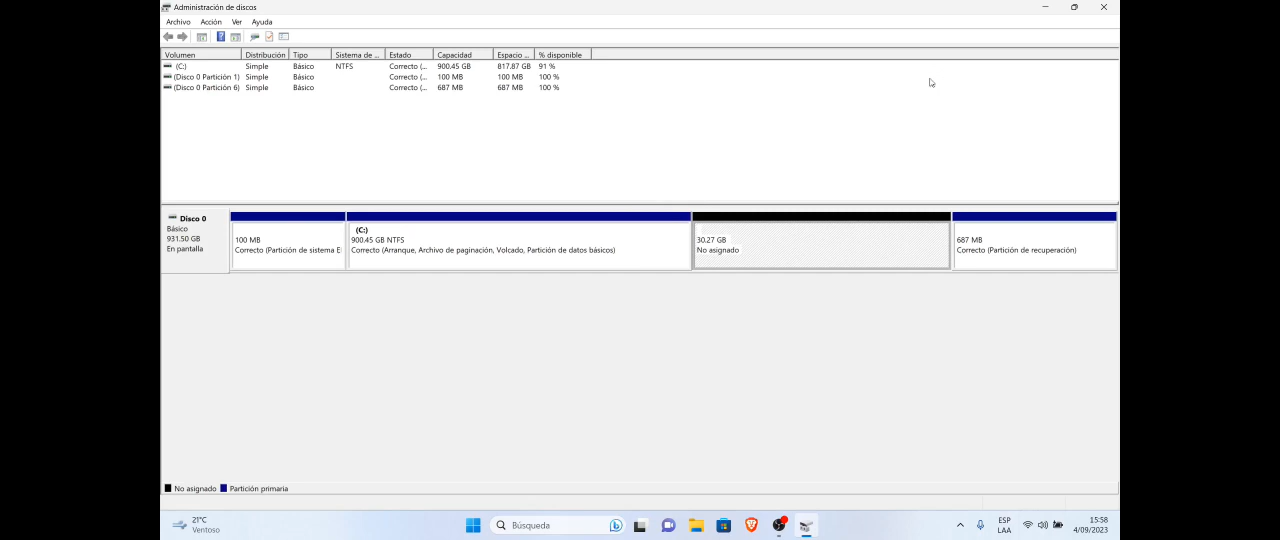 Administración de discos
Archivo Acción Ver Ayuda
Volumen Distribución Tipo Sistema de ... Estado Capacidad Espacio ... % disponible
(C:) Simple Básico NTFS Correcto (... 900.45 GB 817.87 GB 91 %
(Disco 0 Partición 1) Simple Básico Correcto (... 100 MB 100 MB 100 %
(Disco 0 Partición 6) Simple Básico Correcto (... 687 MB 687 MB 100 %
Disco 0
Básico
931.50 GB
En pantalla
100 MB
Correcto (Partición de sistema E
(C:)
900.45 GB NTFS
Correcto (Arranque, Archivo de paginación, Volcado, Partición de datos básicos)
30.27 GB
No asignado
687 MB
Correcto (Partición de recuperación)
No asignado Partición primaria
21°C
Ventoso
Búsqueda
ESP
LAA
15:58
4/09/2023